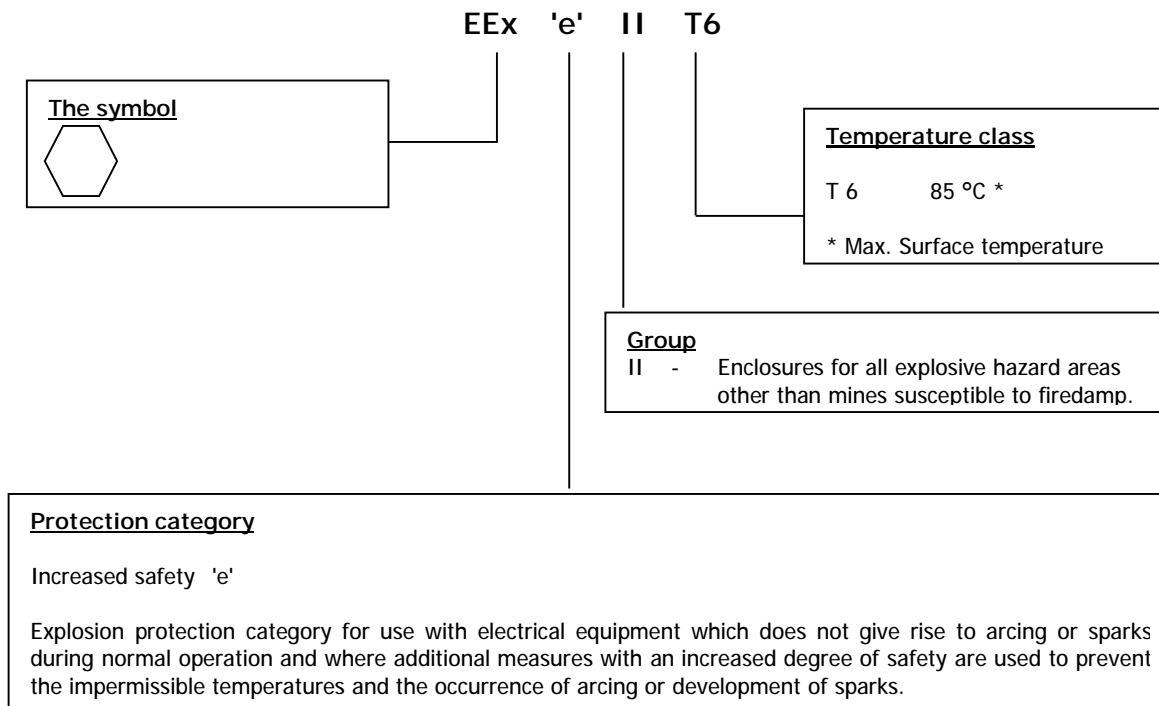 EEx 'e' II T6
The symbol
Temperature class
T 6 85 °C *
* Max. Surface temperature
Group
II - Enclosures for all explosive hazard areas
other than mines susceptible to firedamp.
Protection category
Increased safety 'e'
Explosion protection category for use with electrical equipment which does not give rise to arcing or sparks
during normal operation and where additional measures with an increased degree of safety are used to prevent
the impermissible temperatures and the occurrence of arcing or development of sparks.